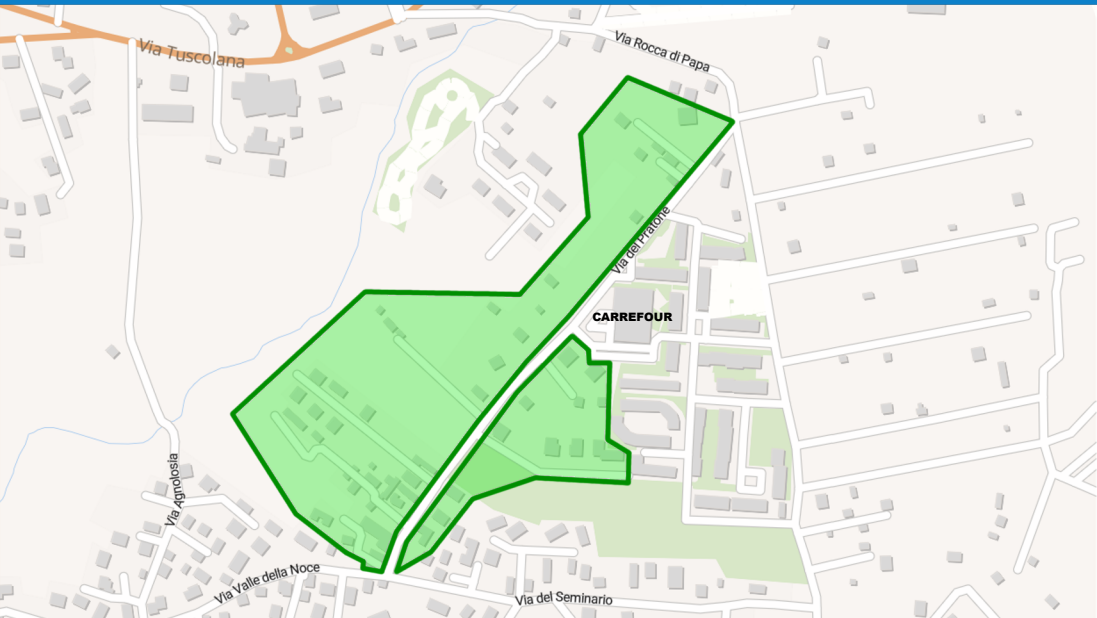 Via Tuscolana
Via Rocca di Papa
Via del Pratone
CARREFOUR
Via Agnolosia
Via Valle della Noce
Via del Seminario